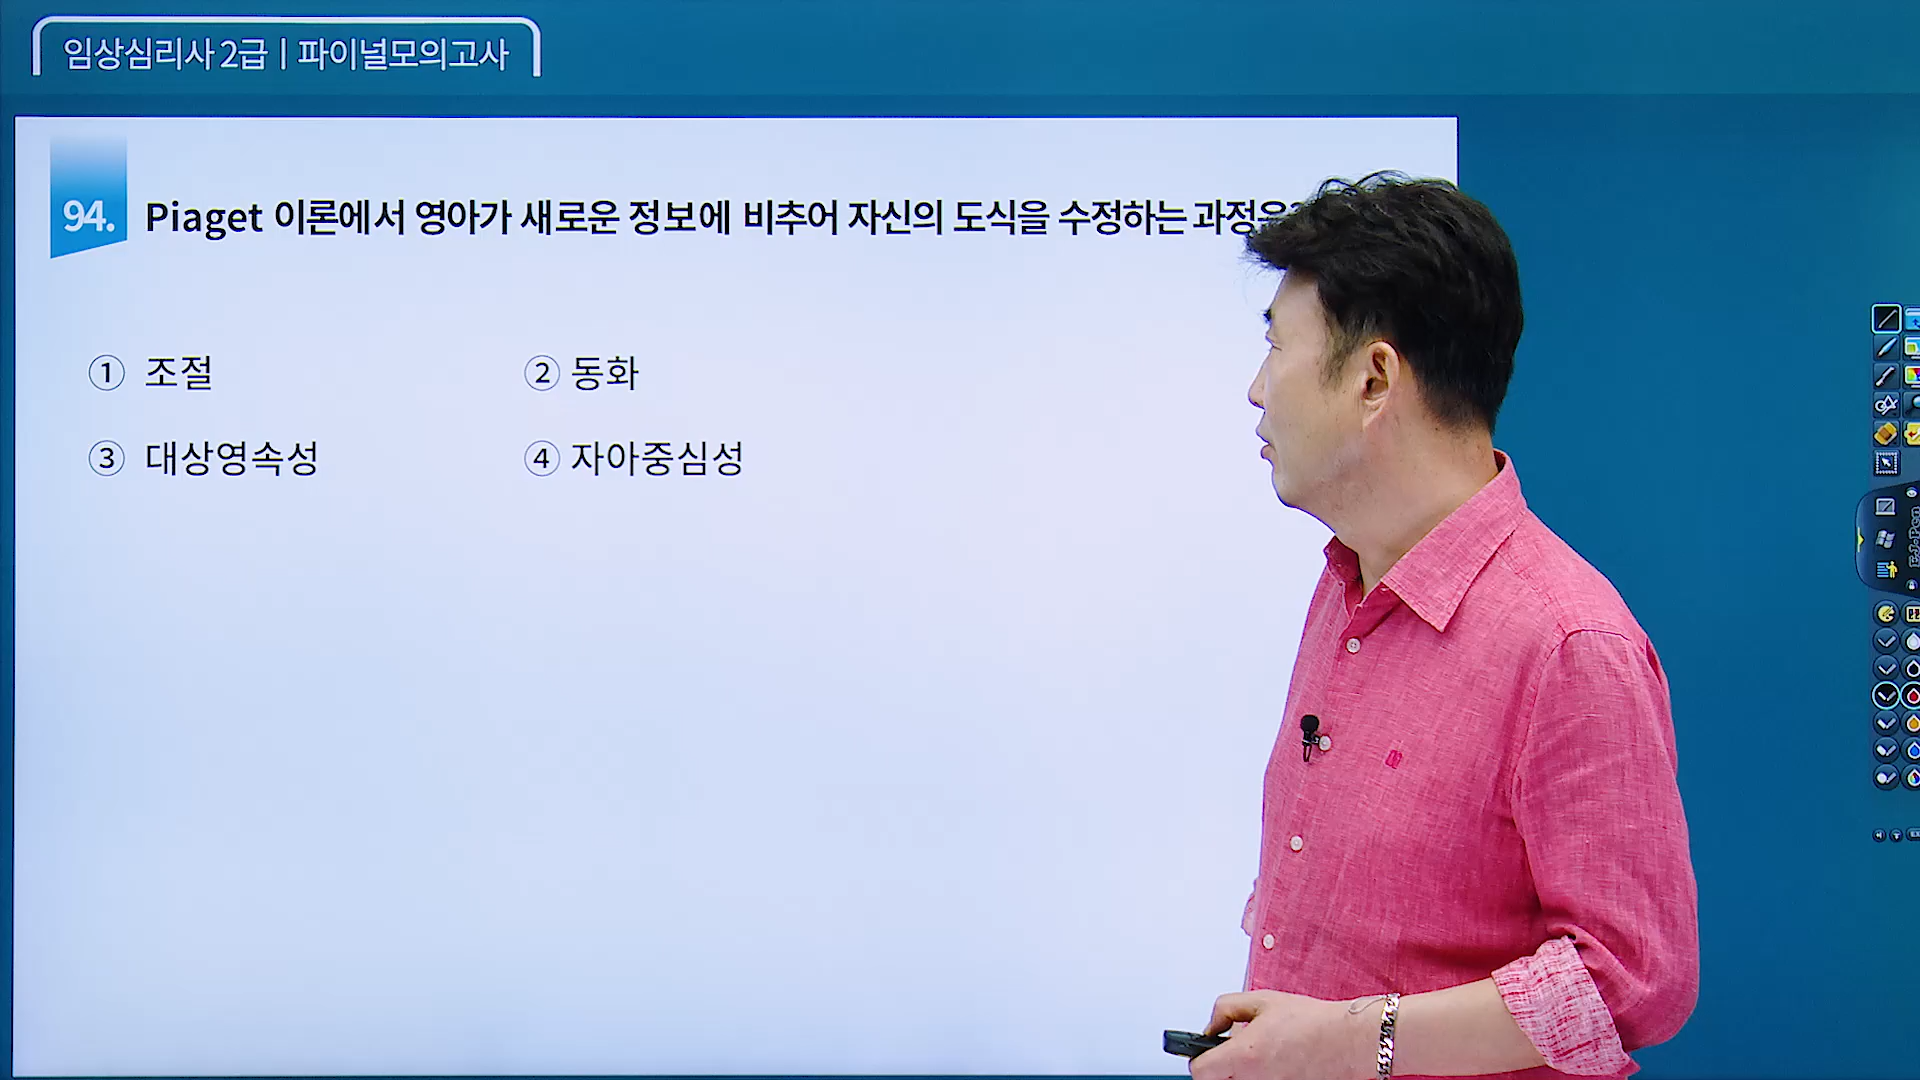 임상심리사 2급 | 파이널모의고사
94. Piaget 이론에서 영아가 새로운 정보에 비추어 자신의 도식을 수정하는 과정은?
① 조절
② 동화
③ 대상영속성
④ 자아중심성